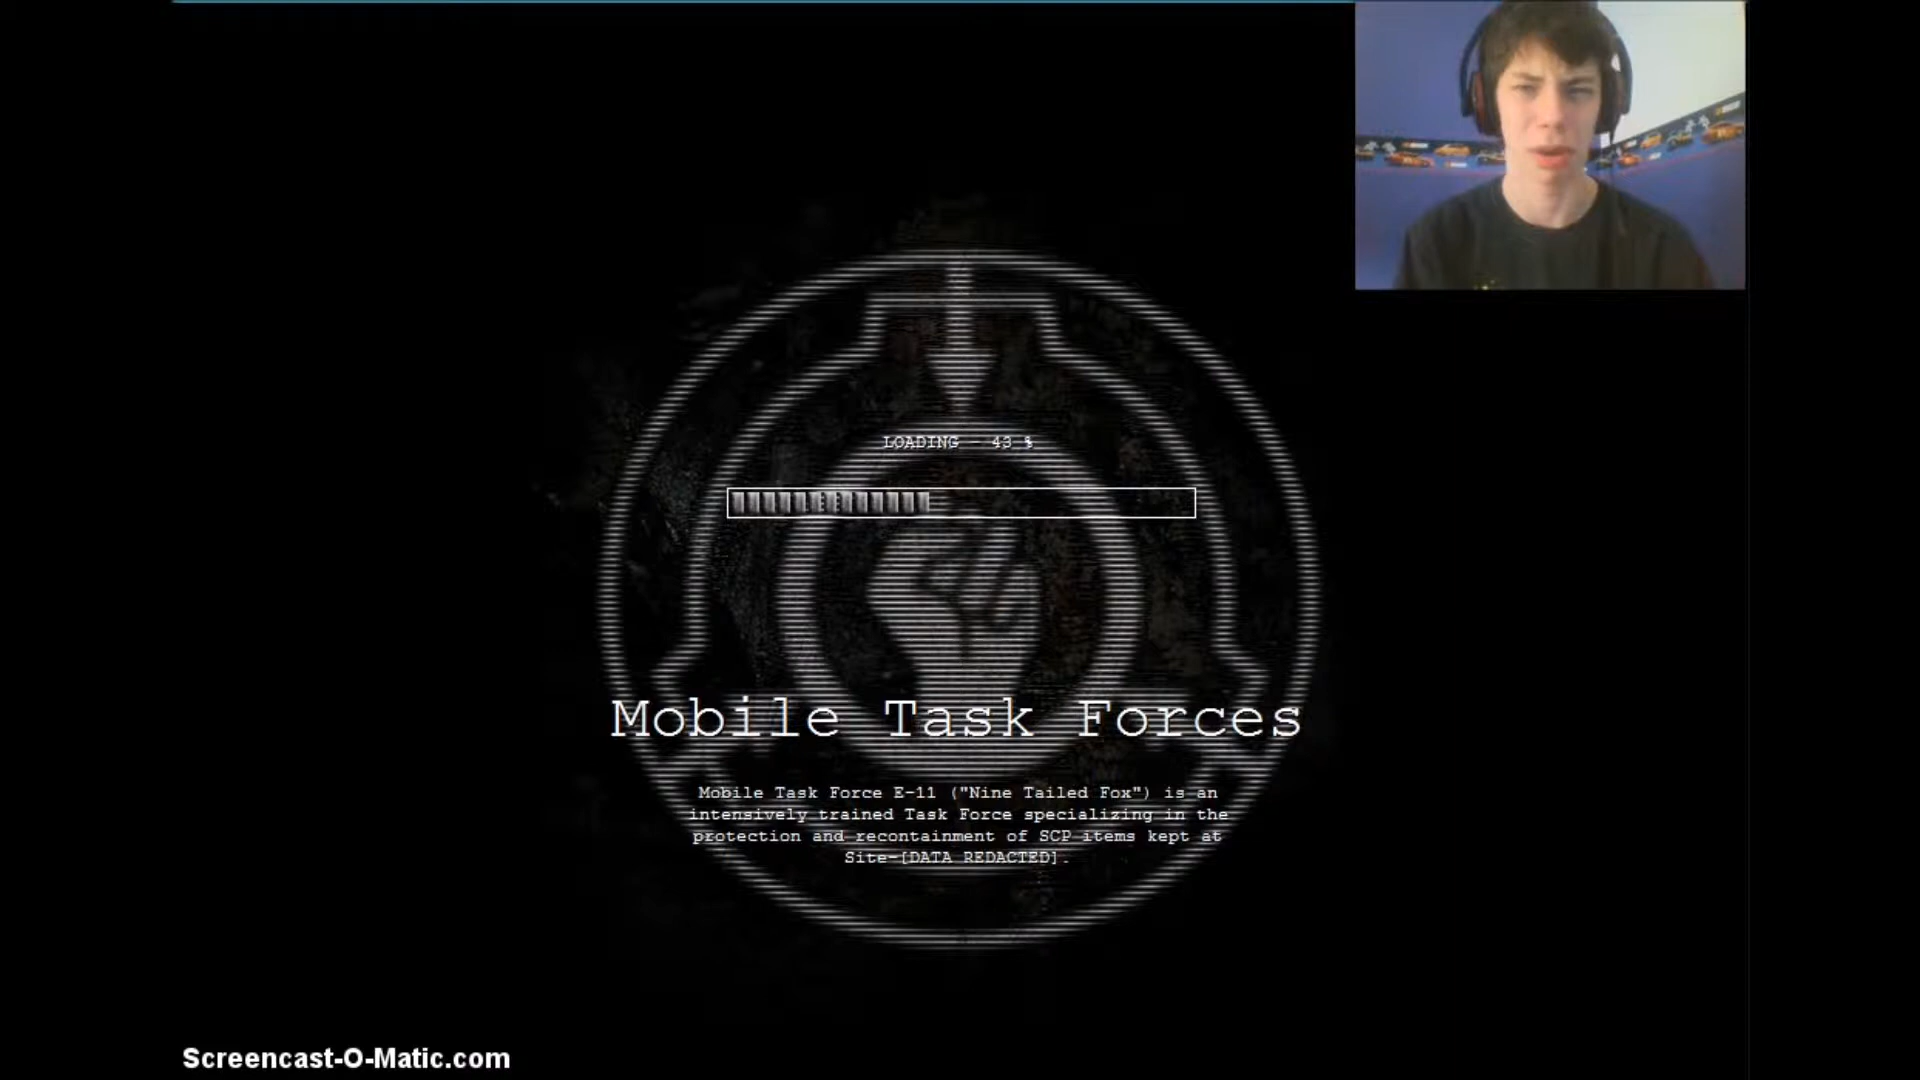 LOADING - 43 %
Mobile Task Forces
Mobile Task Force E-11 ("Nine Tailed Fox") is an
intensively trained Task Force specializing in the
protection and recontainment of SCP items kept at
Site-[DATA REDACTED].
Screencast-O-Matic.com